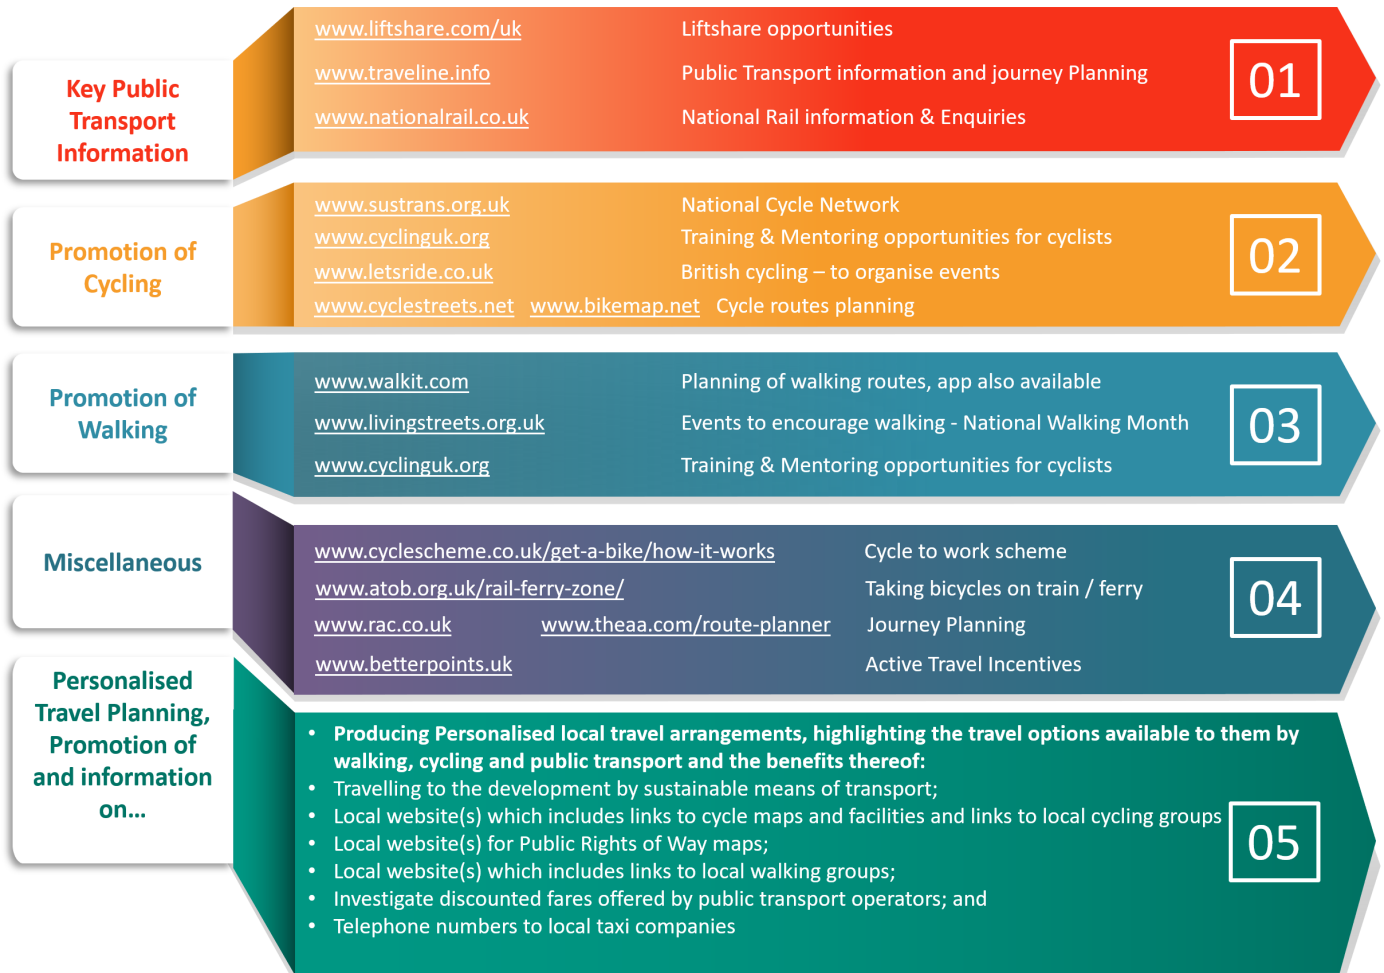 Key Public
Transport
Information
www.liftshare.com/uk Liftshare opportunities
www.traveline.info Public Transport information and journey Planning
www.nationalrail.co.uk National Rail information & Enquiries
01
Promotion of
Cycling
www.sustrans.org.uk National Cycle Network
www.cyclinguk.org Training & Mentoring opportunities for cyclists
www.letsride.co.uk British cycling – to organise events
www.cyclestreets.net www.bikemap.net Cycle routes planning
02
Promotion of
Walking
www.walkit.com Planning of walking routes, app also available
www.livingstreets.org.uk Events to encourage walking - National Walking Month
www.cyclinguk.org Training & Mentoring opportunities for cyclists
03
Miscellaneous
www.cyclescheme.co.uk/get-a-bike/how-it-works Cycle to work scheme
www.atob.org.uk/rail-ferry-zone/ Taking bicycles on train / ferry
www.rac.co.uk www.theaa.com/route-planner Journey Planning
www.betterpoints.uk Active Travel Incentives
04
Personalised
Travel Planning,
Promotion of
and information
on...
• Producing Personalised local travel arrangements, highlighting the travel options available to them by
walking, cycling and public transport and the benefits thereof:
• Travelling to the development by sustainable means of transport;
• Local website(s) which includes links to cycle maps and facilities and links to local cycling groups
• Local website(s) for Public Rights of Way maps;
• Local website(s) which includes links to local walking groups;
• Investigate discounted fares offered by public transport operators; and
• Telephone numbers to local taxi companies
05